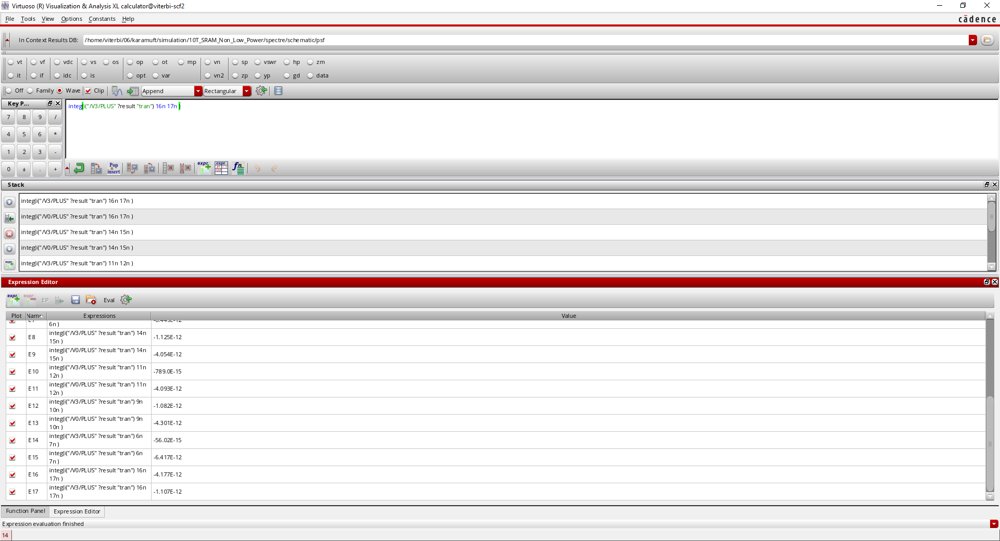 Virtuoso (R) Visualization & Analysis XL calculator@viterbi-scf2
File Tools View Options Constants Help
cādence
In Context Results DB: /home/viterbi/06/karamuft/simulation/10T_SRAM_Non_Low_Power/spectre/schematic/psf
vt vf vdc vs os op ot mp vn sp vswr hp zm
it if idc is opt var vn2 zp yp gd data
Off Family Wave Clip Append Rectangular
Key P...
integ(i("/V3/PLUS" ?result "tran") 16n 17n )
7 8 9 /
4 5 6 *
1 2 3 -
0 ± . +
Pop & insert
expr
expr
fn
Stack
integ(i("/V3/PLUS" ?result "tran") 16n 17n )
integ(i("/V0/PLUS" ?result "tran") 16n 17n )
integ(i("/V3/PLUS" ?result "tran") 14n 15n )
integ(i("/V0/PLUS" ?result "tran") 14n 15n )
integ(i("/V3/PLUS" ?result "tran") 11n 12n )
expr
Expression Editor
expr expr EP Eval
Plot Name Expressions Value
6n )
E8 integ(i("/V3/PLUS" ?result "tran") 14n -1.125E-12
15n )
E9 integ(i("/V0/PLUS" ?result "tran") 14n -4.054E-12
15n )
E10 integ(i("/V3/PLUS" ?result "tran") 11n -789.0E-15
12n )
E11 integ(i("/V0/PLUS" ?result "tran") 11n -4.093E-12
12n )
E12 integ(i("/V3/PLUS" ?result "tran") 9n -1.082E-12
10n )
E13 integ(i("/V0/PLUS" ?result "tran") 9n -4.301E-12
10n )
E14 integ(i("/V3/PLUS" ?result "tran") 6n -56.02E-15
7n )
E15 integ(i("/V0/PLUS" ?result "tran") 6n -6.417E-12
7n )
E16 integ(i("/V0/PLUS" ?result "tran") 16n -4.177E-12
17n )
E17 integ(i("/V3/PLUS" ?result "tran") 16n -1.107E-12
17n )
Function Panel Expression Editor
Expression evaluation finished
14